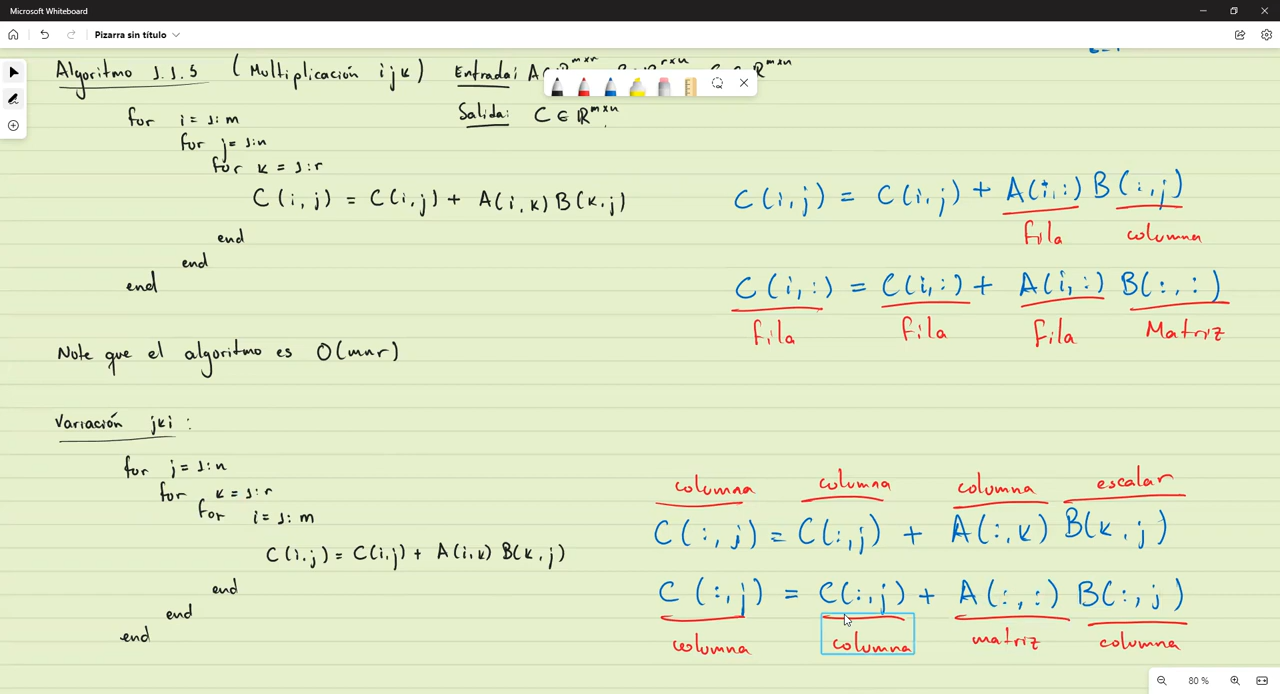 Microsoft Whiteboard
Pizarra sin título
Algoritmo 1.1.5 (Multiplicación ijk) Entrada: A ∈ ℝ^m×r ℝ^m×n
Salida: C ∈ ℝ^m×n
for i = 1:m
for j = 1:n
for k = 1:r
C(i,j) = C(i,j) + A(i,k) B(k,j)
end
end
end
C(i,j) = C(i,j) + A(i,:) B(:,j)
fila columna
C(i,:) = C(i,:) + A(i,:) B(:,:)
fila fila fila Matriz
Note que el algoritmo es O(mnr)
Variación jki :
for j = 1:n
for k = 1:r
for i = 1:m
C(i,j) = C(i,j) + A(i,k) B(k,j)
end
end
end
columna columna columna escalar
C(:,j) = C(:,j) + A(:,k) B(k,j)
C(:,j) = C(:,j) + A(:,:) B(:,j)
columna columna matriz columna
80 %